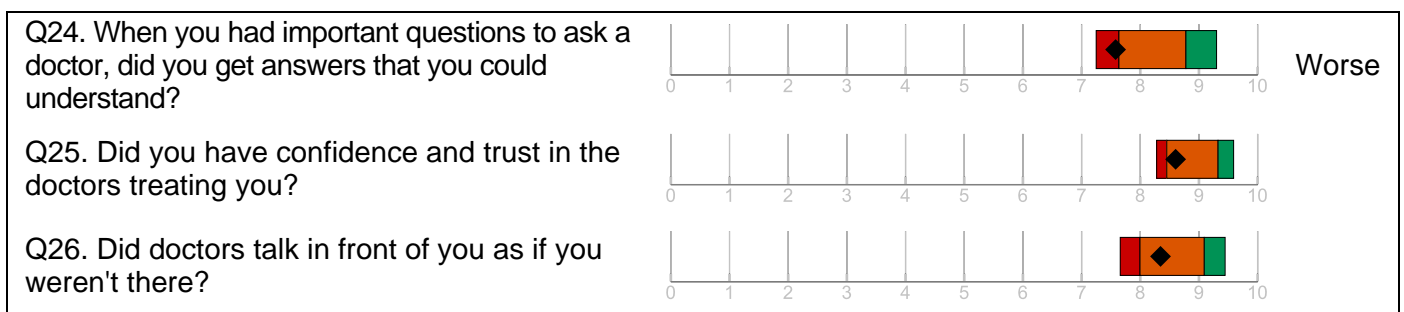 Q24. When you had important questions to ask a
doctor, did you get answers that you could
understand?
Worse
0 1 2 3 4 5 6 7 8 9 10
Q25. Did you have confidence and trust in the
doctors treating you?
0 1 2 3 4 5 6 7 8 9 10
Q26. Did doctors talk in front of you as if you
weren't there?
0 1 2 3 4 5 6 7 8 9 10